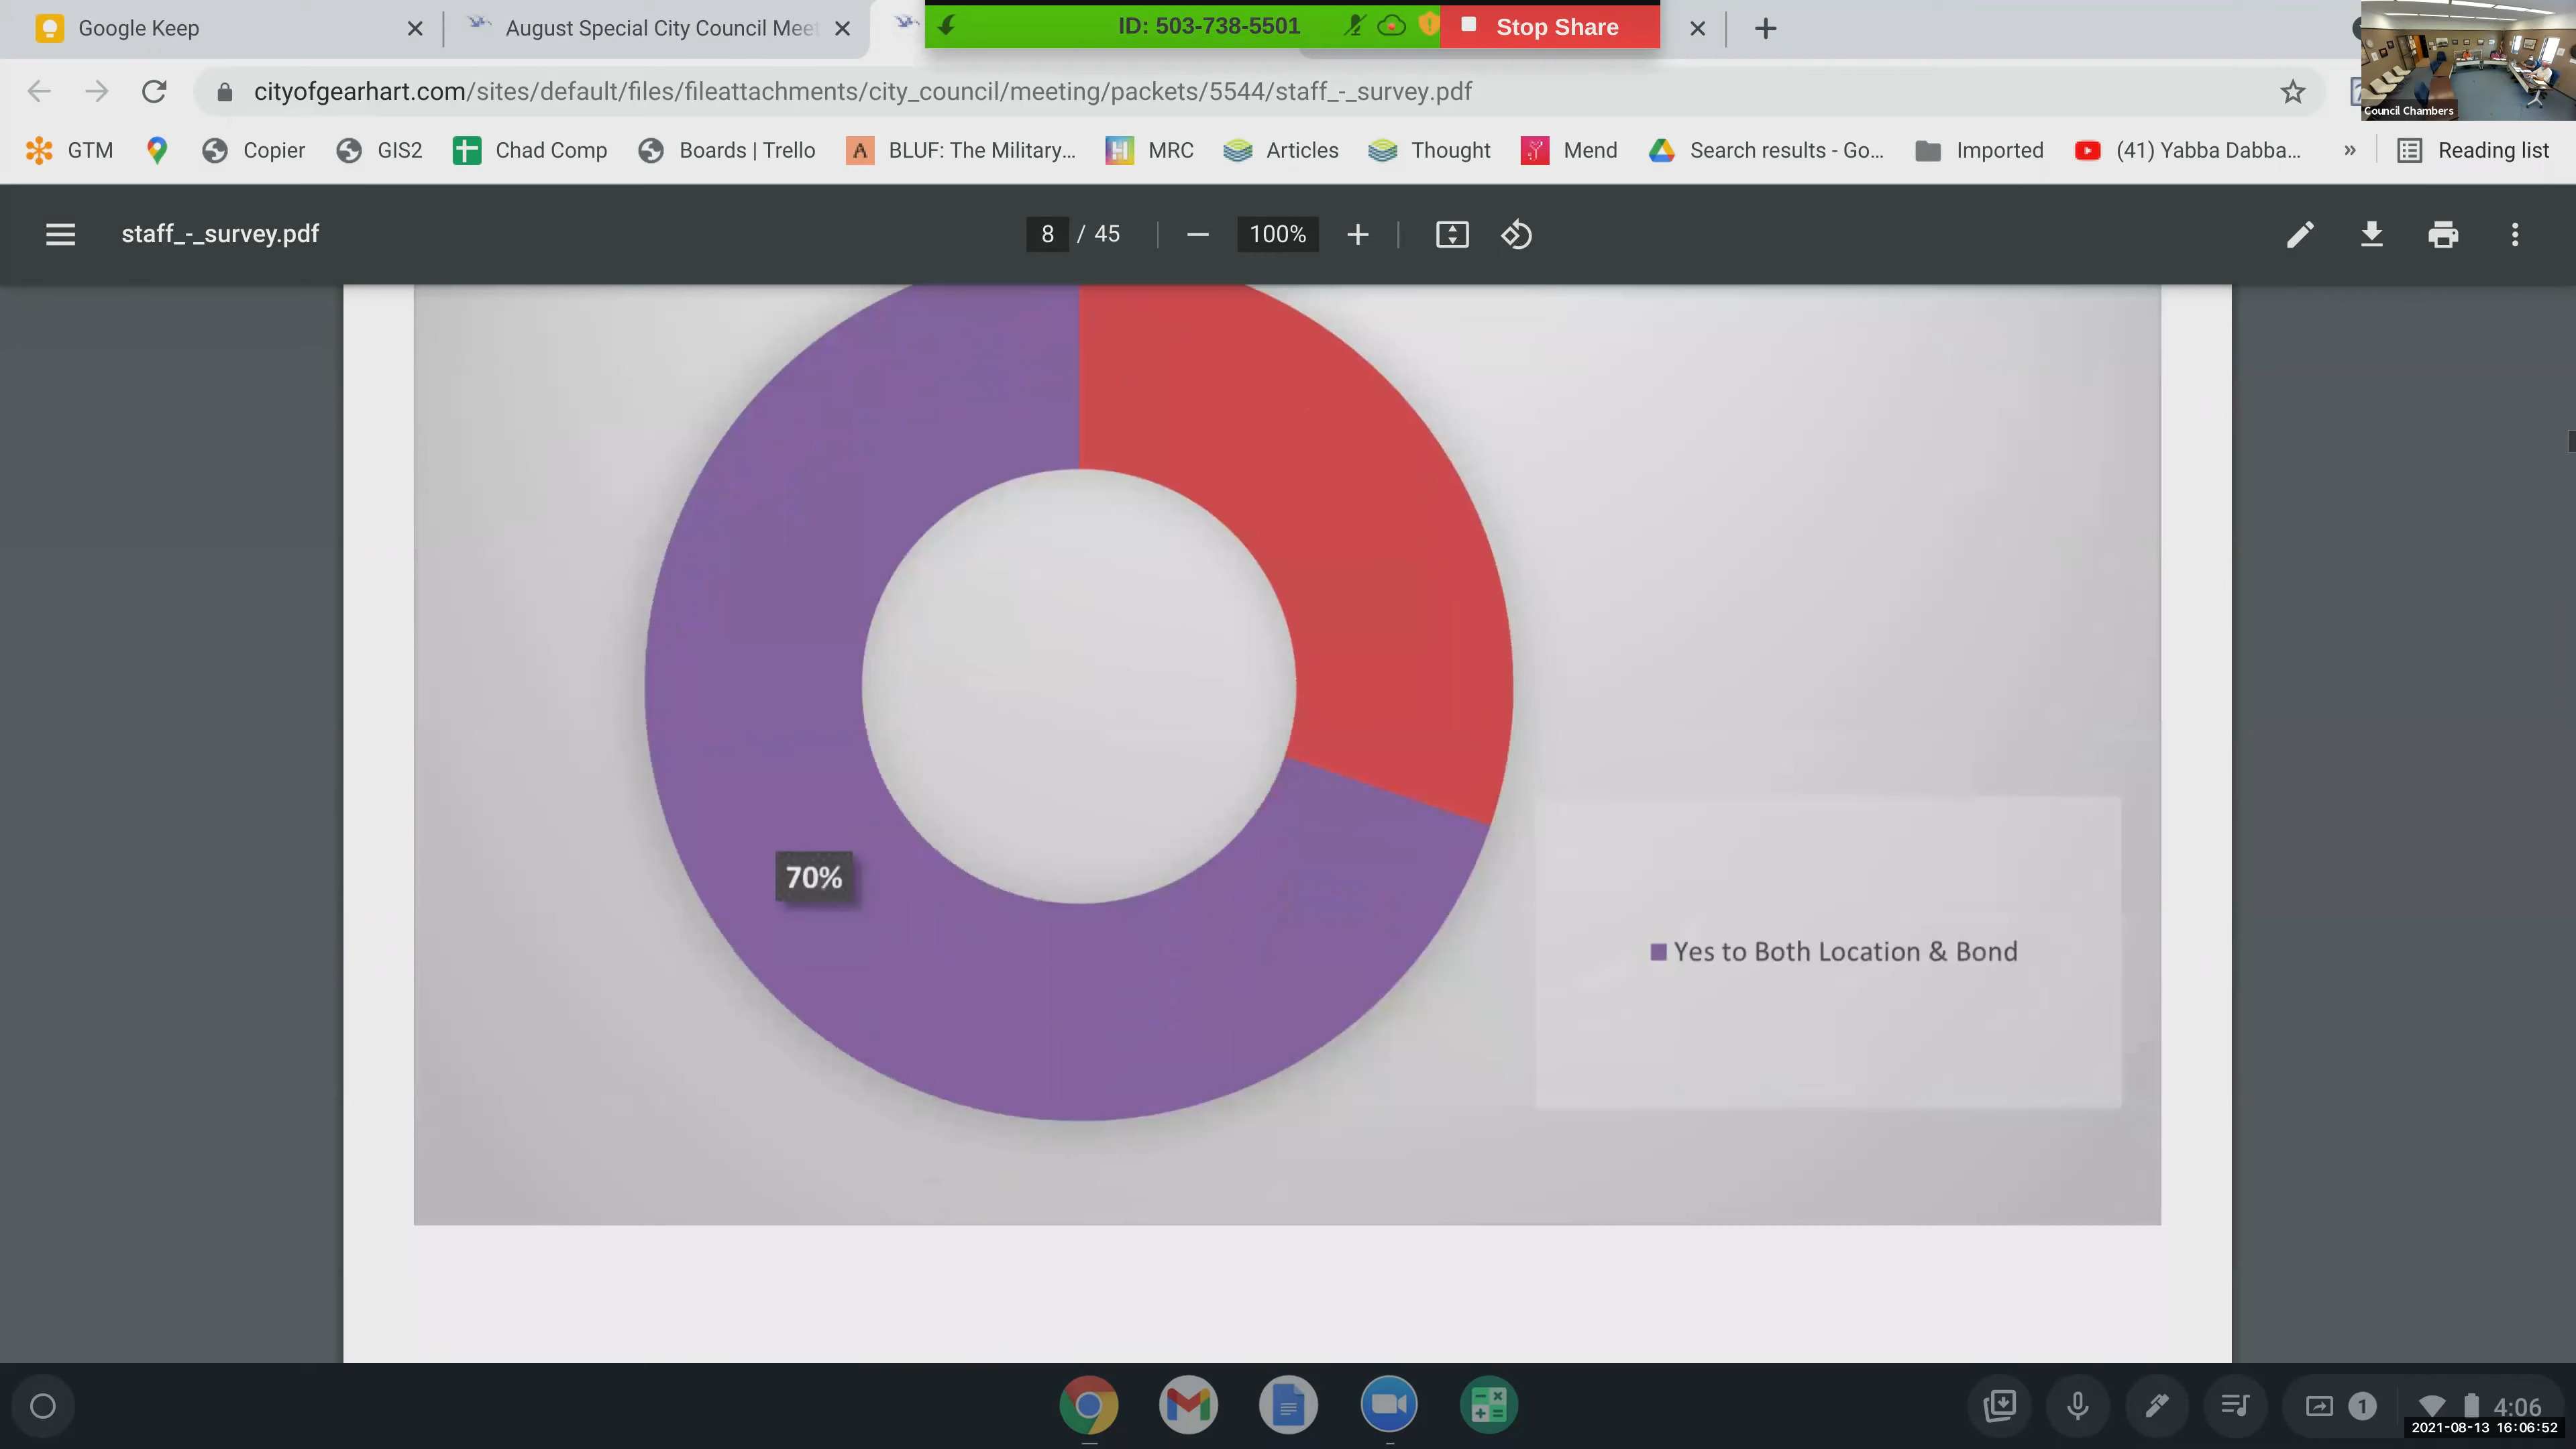 Google Keep
August Special City Council Meet
ID: 503-738-5501
Stop Share
cityofgearhart.com/sites/default/files/fileattachments/city_council/meeting/packets/5544/staff_-_survey.pdf
Council Chambers
GTM
Copier
GIS2
Chad Comp
Boards | Trello
BLUF: The Military...
MRC
Articles
Thought
Mend
Search results - Go...
Imported
(41) Yabba Dabba...
»
Reading list
staff_-_survey.pdf
8 / 45
100%
70%
Yes to Both Location & Bond
1
4:06
2021-08-13 16:06:52